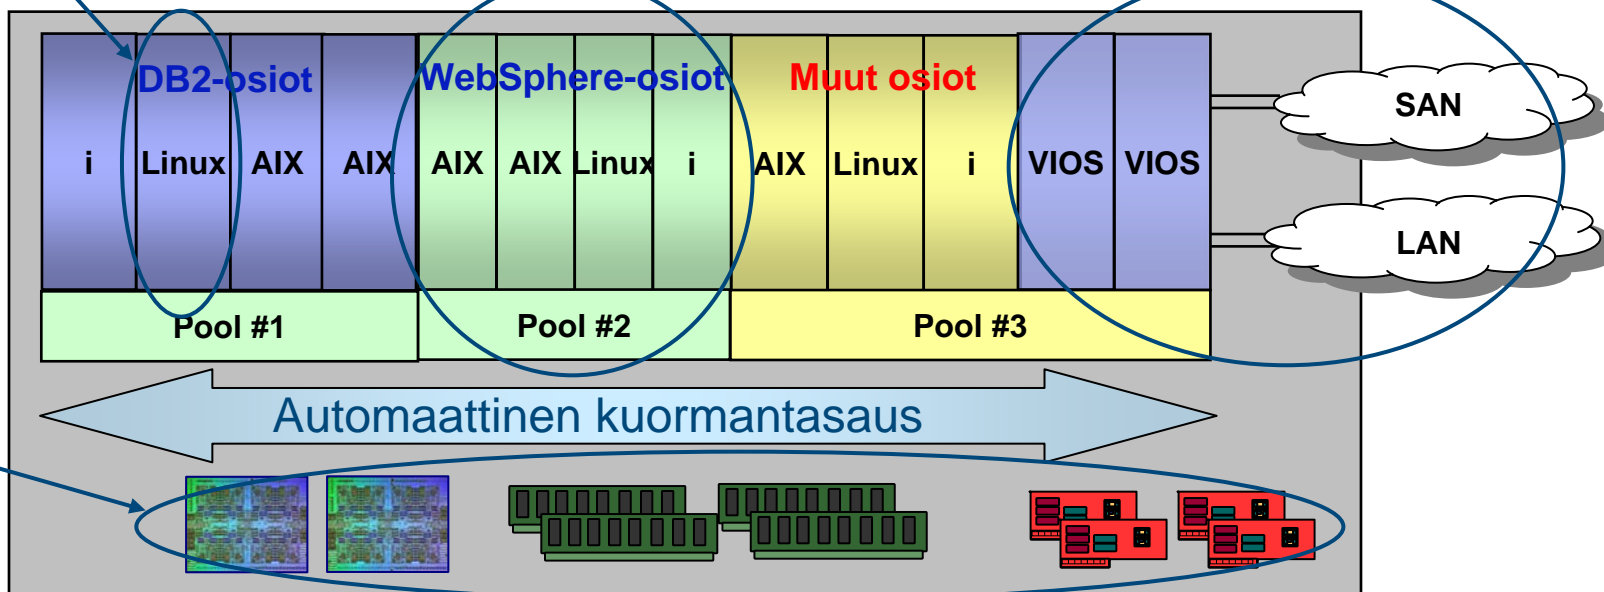 DB2-osiot WebSphere-osiot Muut osiot
SAN
i Linux AIX AIX AIX AIX Linux i AIX Linux i VIOS VIOS
LAN
Pool #1 Pool #2 Pool #3
Automaattinen kuormantasaus